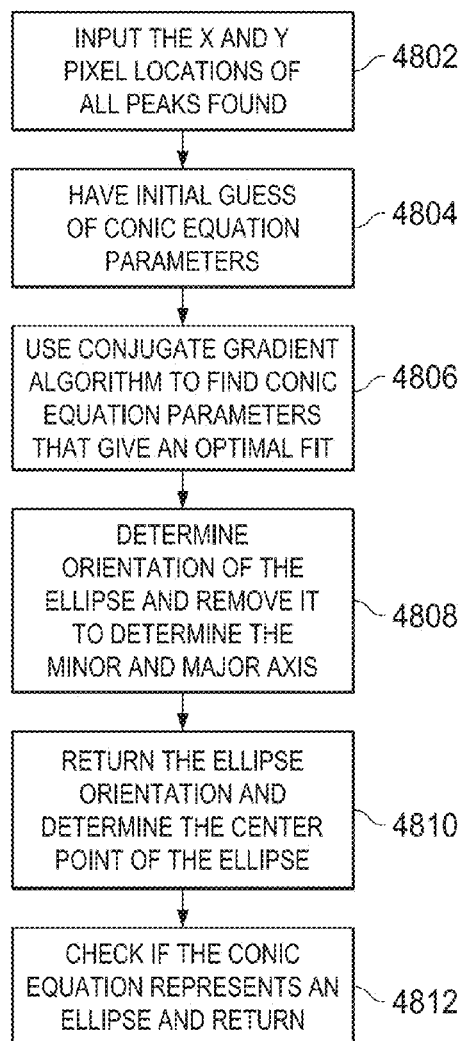 INPUT THE X AND Y
PIXEL LOCATIONS OF
ALL PEAKS FOUND
4802
HAVE INITIAL GUESS
OF CONIC EQUATION
PARAMETERS
4804
USE CONJUGATE GRADIENT
ALGORITHM TO FIND CONIC
EQUATION PARAMETERS
THAT GIVE AN OPTIMAL FIT
4806
DETERMINE
ORIENTATION OF THE
ELLIPSE AND REMOVE IT
TO DETERMINE THE
MINOR AND MAJOR AXIS
4808
RETURN THE ELLIPSE
ORIENTATION AND
DETERMINE THE CENTER
POINT OF THE ELLIPSE
4810
CHECK IF THE CONIC
EQUATION REPRESENTS AN
ELLIPSE AND RETURN
4812